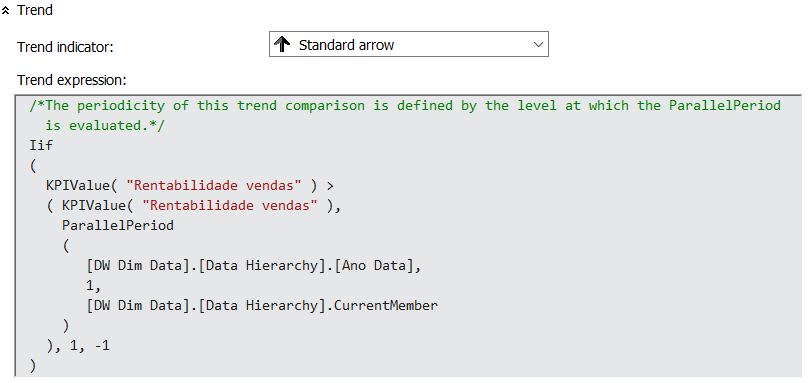 Trend
Trend indicator:
Standard arrow
Trend expression:
/*The periodicity of this trend comparison is defined by the level at which the ParallelPeriod
is evaluated.*/
Iif
(
KPIValue( "Rentabilidade vendas" ) >
( KPIValue( "Rentabilidade vendas" ),
ParallelPeriod
(
[DW Dim Data].[Data Hierarchy].[Ano Data],
1,
[DW Dim Data].[Data Hierarchy].CurrentMember
)
), 1, -1
)